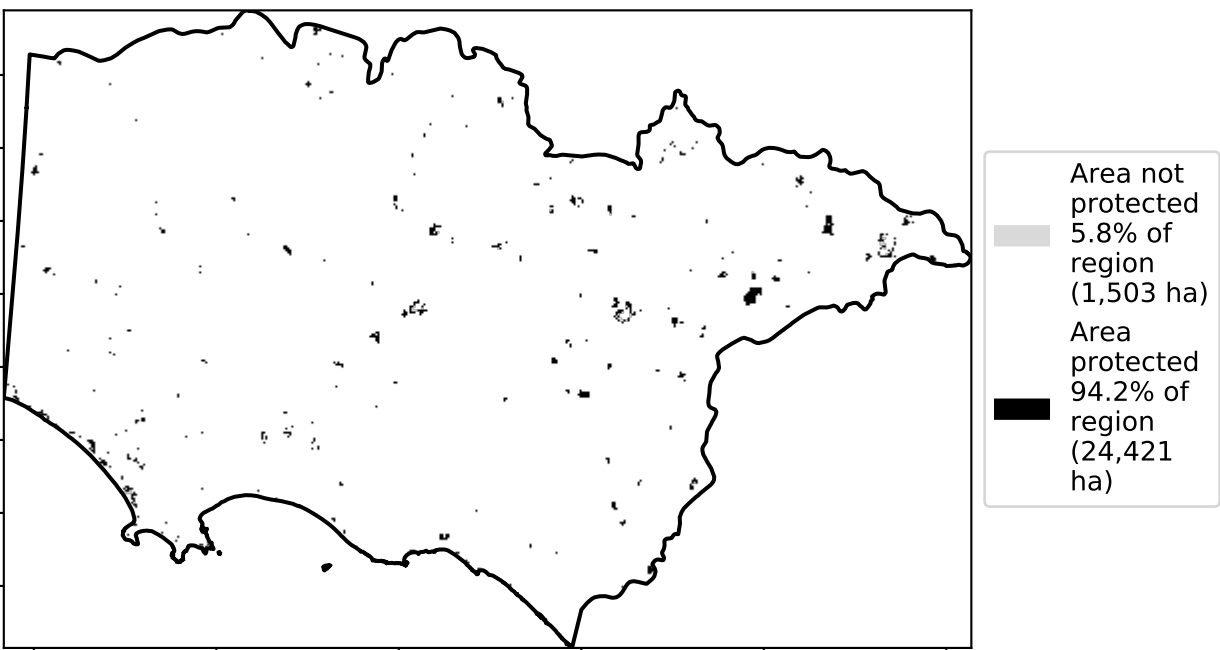 Area not
protected
5.8% of
region
(1,503 ha)
Area
protected
94.2% of
region
(24,421
ha)